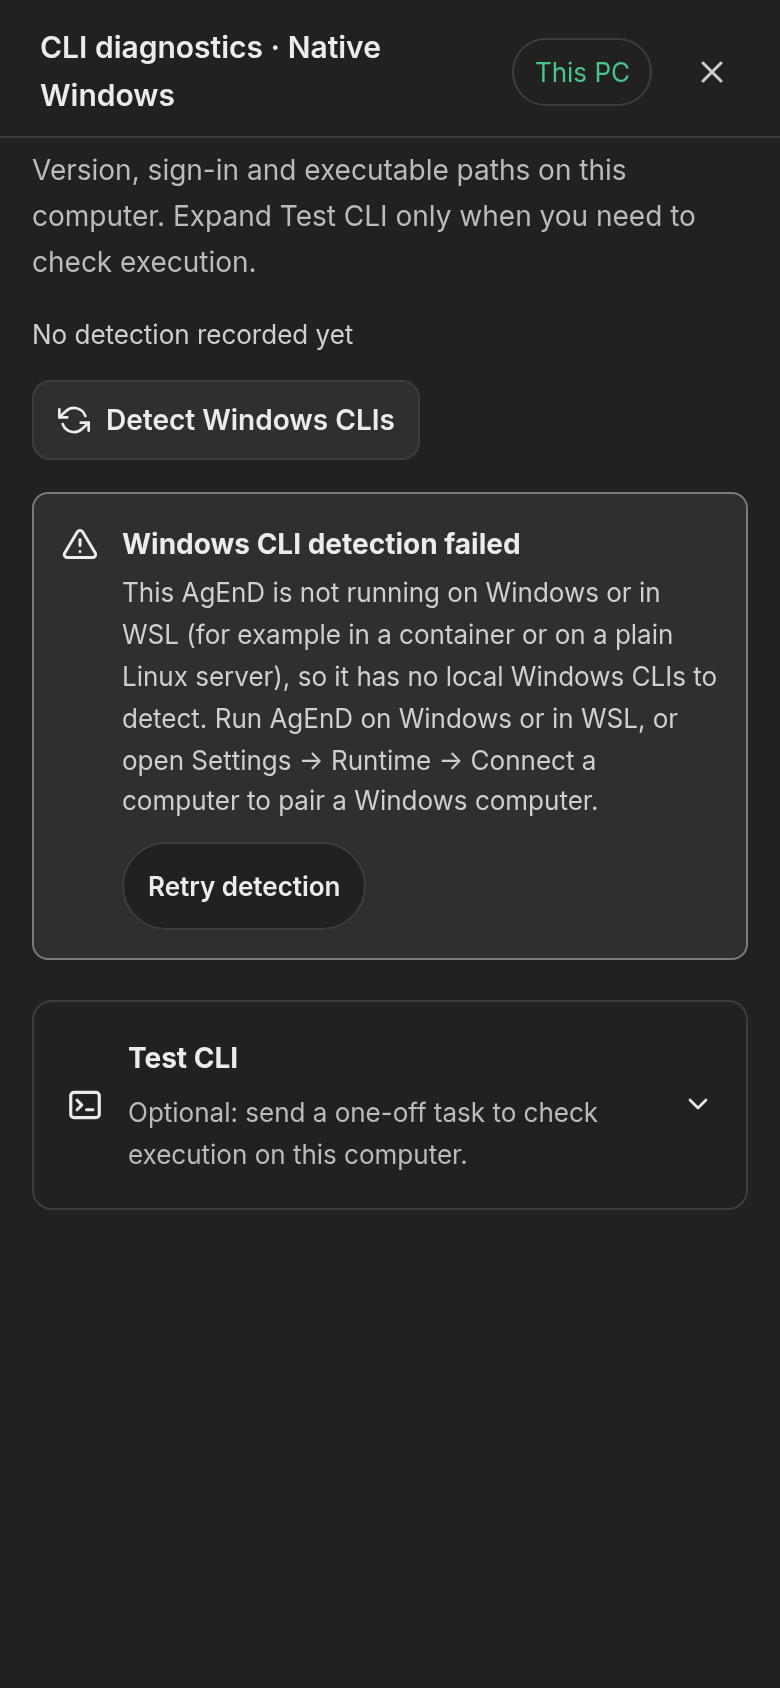 CLI diagnostics · Native
Windows
This PC
Version, sign-in and executable paths on this
computer. Expand Test CLI only when you need to
check execution.
No detection recorded yet
Detect Windows CLIs
Windows CLI detection failed
This AgEnD is not running on Windows or in
WSL (for example in a container or on a plain
Linux server), so it has no local Windows CLIs to
detect. Run AgEnD on Windows or in WSL, or
open Settings → Runtime → Connect a
computer to pair a Windows computer.
Retry detection
Test CLI
Optional: send a one-off task to check
execution on this computer.